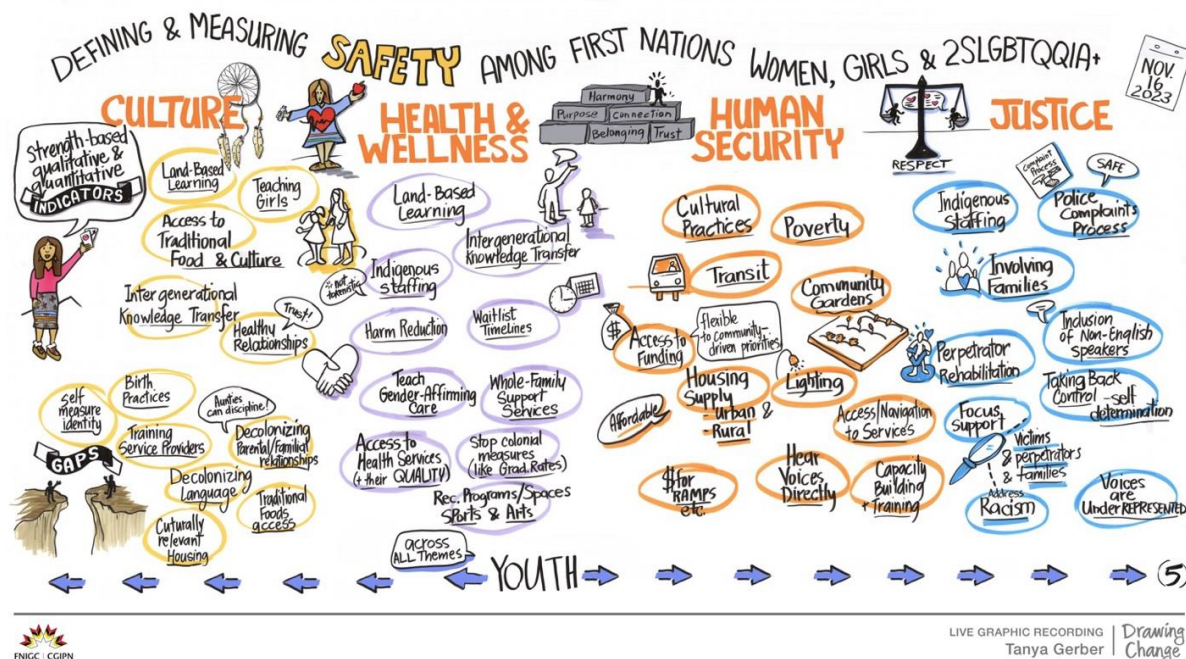 DEFINING & MEASURING SAFETY AMONG FIRST NATIONS WOMEN, GIRLS & 2SLGBTQQIA+
NOV.
16
2023
CULTURE
Strength-based
qualitative &
quantitative
INDICATORS
Land-Based
Learning
Teaching
Girls
Access to
Traditional
Food & Culture
Intergenerational
Knowledge Transfer
Trust!
Healthy
Relationships
self
measure
identity
Birth
Practices
Aunties
can discipline!
GAPS
Training
Service Providers
Decolonizing
Parental/Familial
relationships
Decolonizing
Language
Traditional
Foods
access
Cuturally
relevant
Housing
HEALTH &
WELLNESS
Land-Based
Learning
Intergenerational
Knowledge Transfer
not
tokenistic
Indigenous
staffing
Harm Reduction
Waitlist
TimeLines
Teach
Gender-Affirming
Care
Whole-Family
Support
Services
Access to
Health Services
(+ their QUALITY)
Stop colonial
measures
(like Grad. Rates)
Rec. Programs/Spaces
Sports & Arts
across
ALL Themes
Harmony
Purpose
Connection
Belonging
Trust
HUMAN
SECURITY
Cultural
Practices
Poverty
Transit
Community
Gardens
$
Access to
Funding
flexible
to community-
driven priorities
Housing
Supply
-urban &
-Rural
Lighting
Affordable
Access/Navigation
to Services
$ for
RAMPS
etc.
Hear
Voices
Directly
Capacity
Building
+ Training
RESPECT
JUSTICE
Complaint
Process
SAFE
Indigenous
Staffing
Police
Complaints
Process
Involving
Families
Inclusion
of Non-English
speakers
Perpetrator
Rehabilitation
Taking Back
Control -self
determination
Focus
support
Victims
& perpetrators
& families
Address
Racism
Voices
are
UnderREPRESENTED
YOUTH
5
FNIGC | CGIPN
LIVE GRAPHIC RECORDING
Tanya Gerber
Drawing
Change